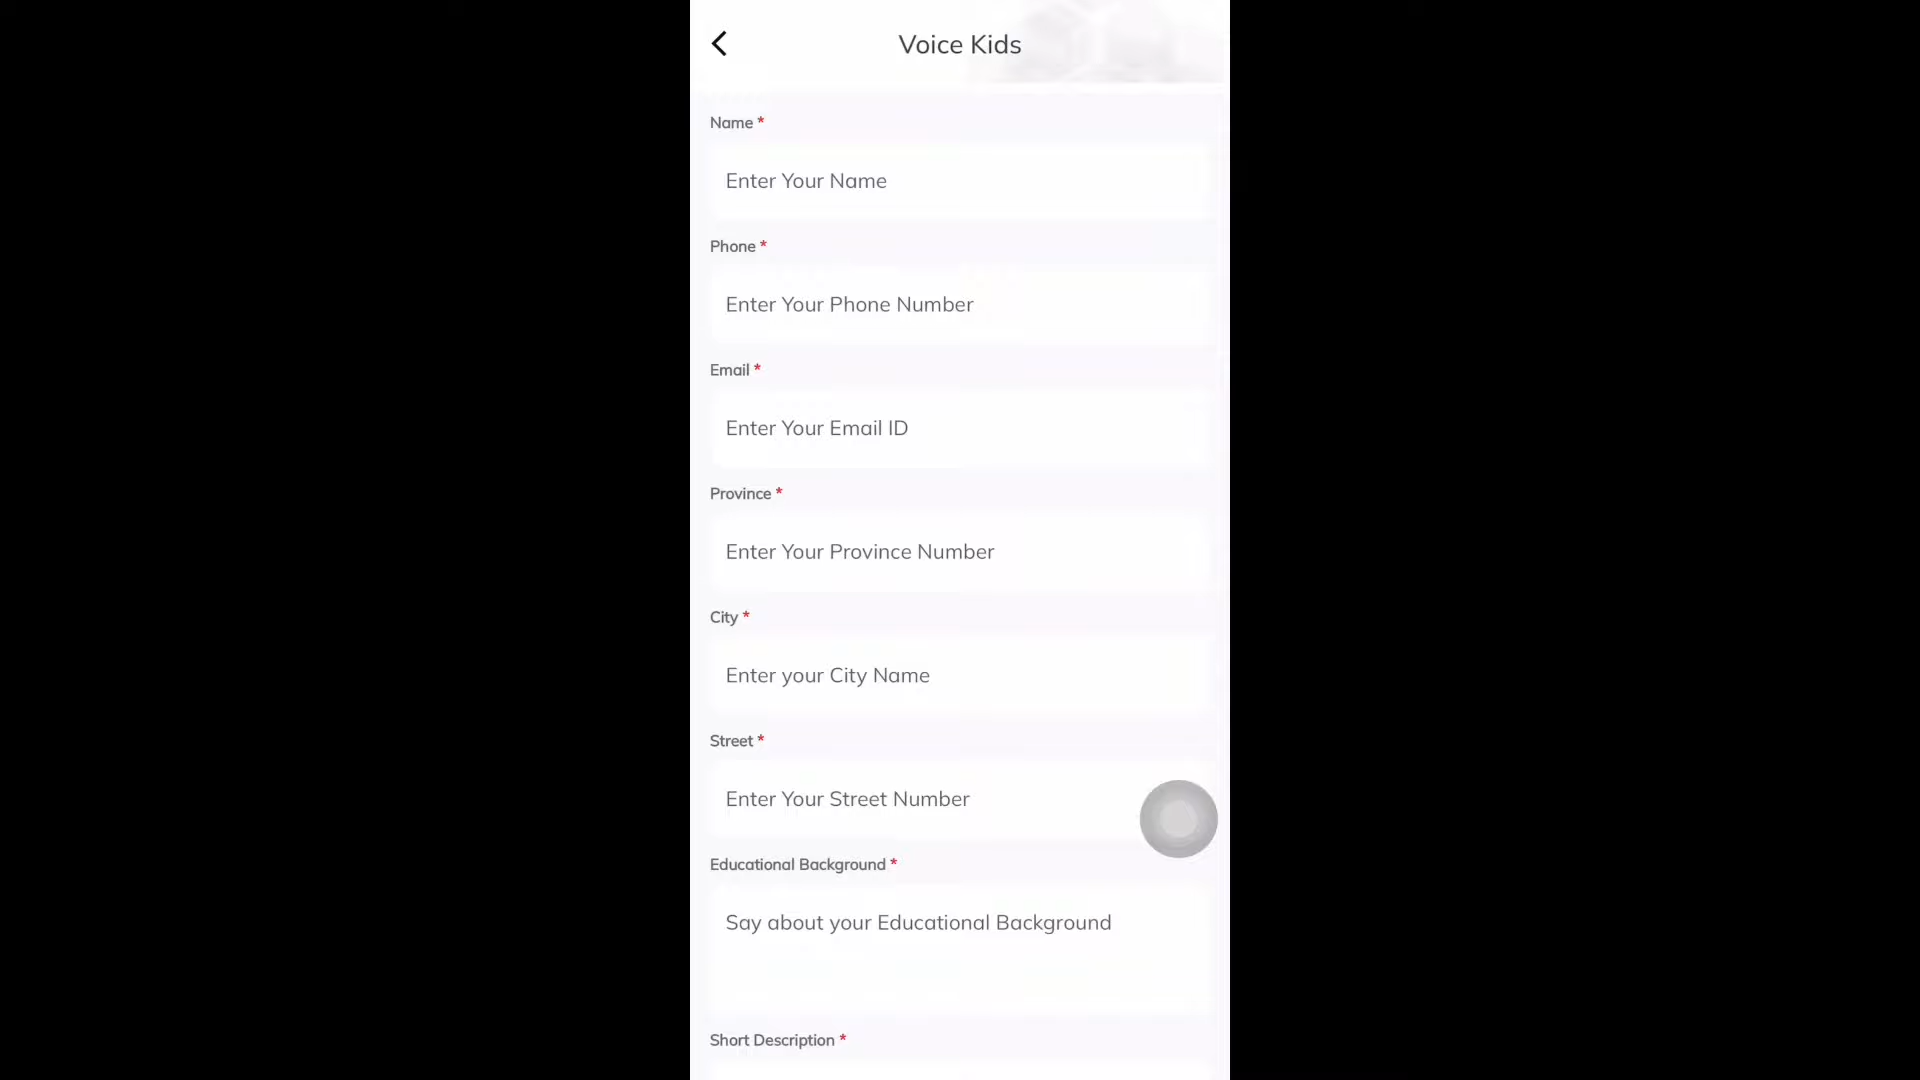 Voice Kids
Name *
Enter Your Name
Phone *
Enter Your Phone Number
Email *
Enter Your Email ID
Province *
Enter Your Province Number
City *
Enter your City Name
Street *
Enter Your Street Number
Educational Background *
Say about your Educational Background
Short Description *